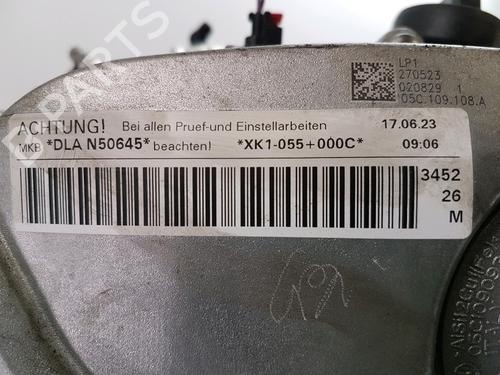 LP1
270523
020829 1
05C.109.108.A
ACHTUNG! Bei allen Pruef-und Einstellarbeiten 17.06.23
MKB *DLA N50645* beachten! *XK1-055+000C* 09:06
3452
26
M
PARTS